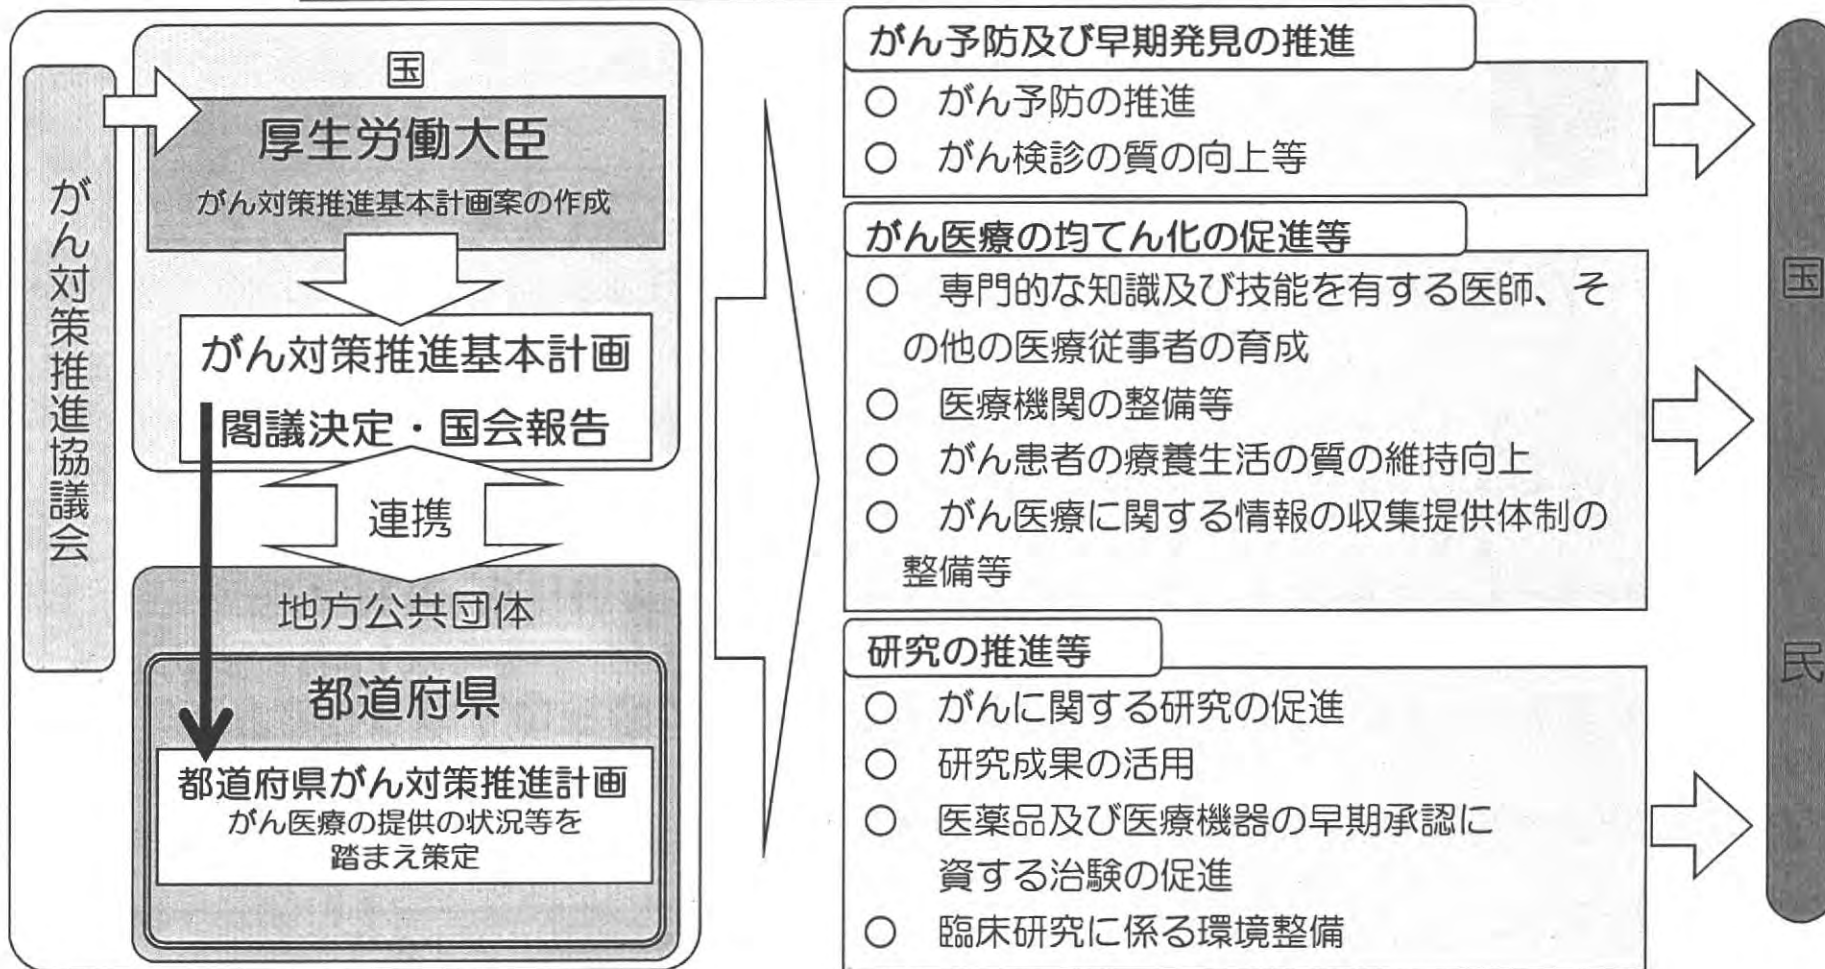 がん対策推進協議会
国
厚生労働大臣
がん対策推進基本計画案の作成
がん対策推進基本計画
閣議決定・国会報告
連携
地方公共団体
都道府県
都道府県がん対策推進計画
がん医療の提供の状況等を
踏まえ策定
がん予防及び早期発見の推進
○ がん予防の推進
○ がん検診の質の向上等
がん医療の均てん化の促進等
○ 専門的な知識及び技能を有する医師、そ
の他の医療従事者の育成
○ 医療機関の整備等
○ がん患者の療養生活の質の維持向上
○ がん医療に関する情報の収集提供体制の
整備等
研究の推進等
○ がんに関する研究の促進
○ 研究成果の活用
○ 医薬品及び医療機器の早期承認に
資する治験の促進
○ 臨床研究に係る環境整備
国民